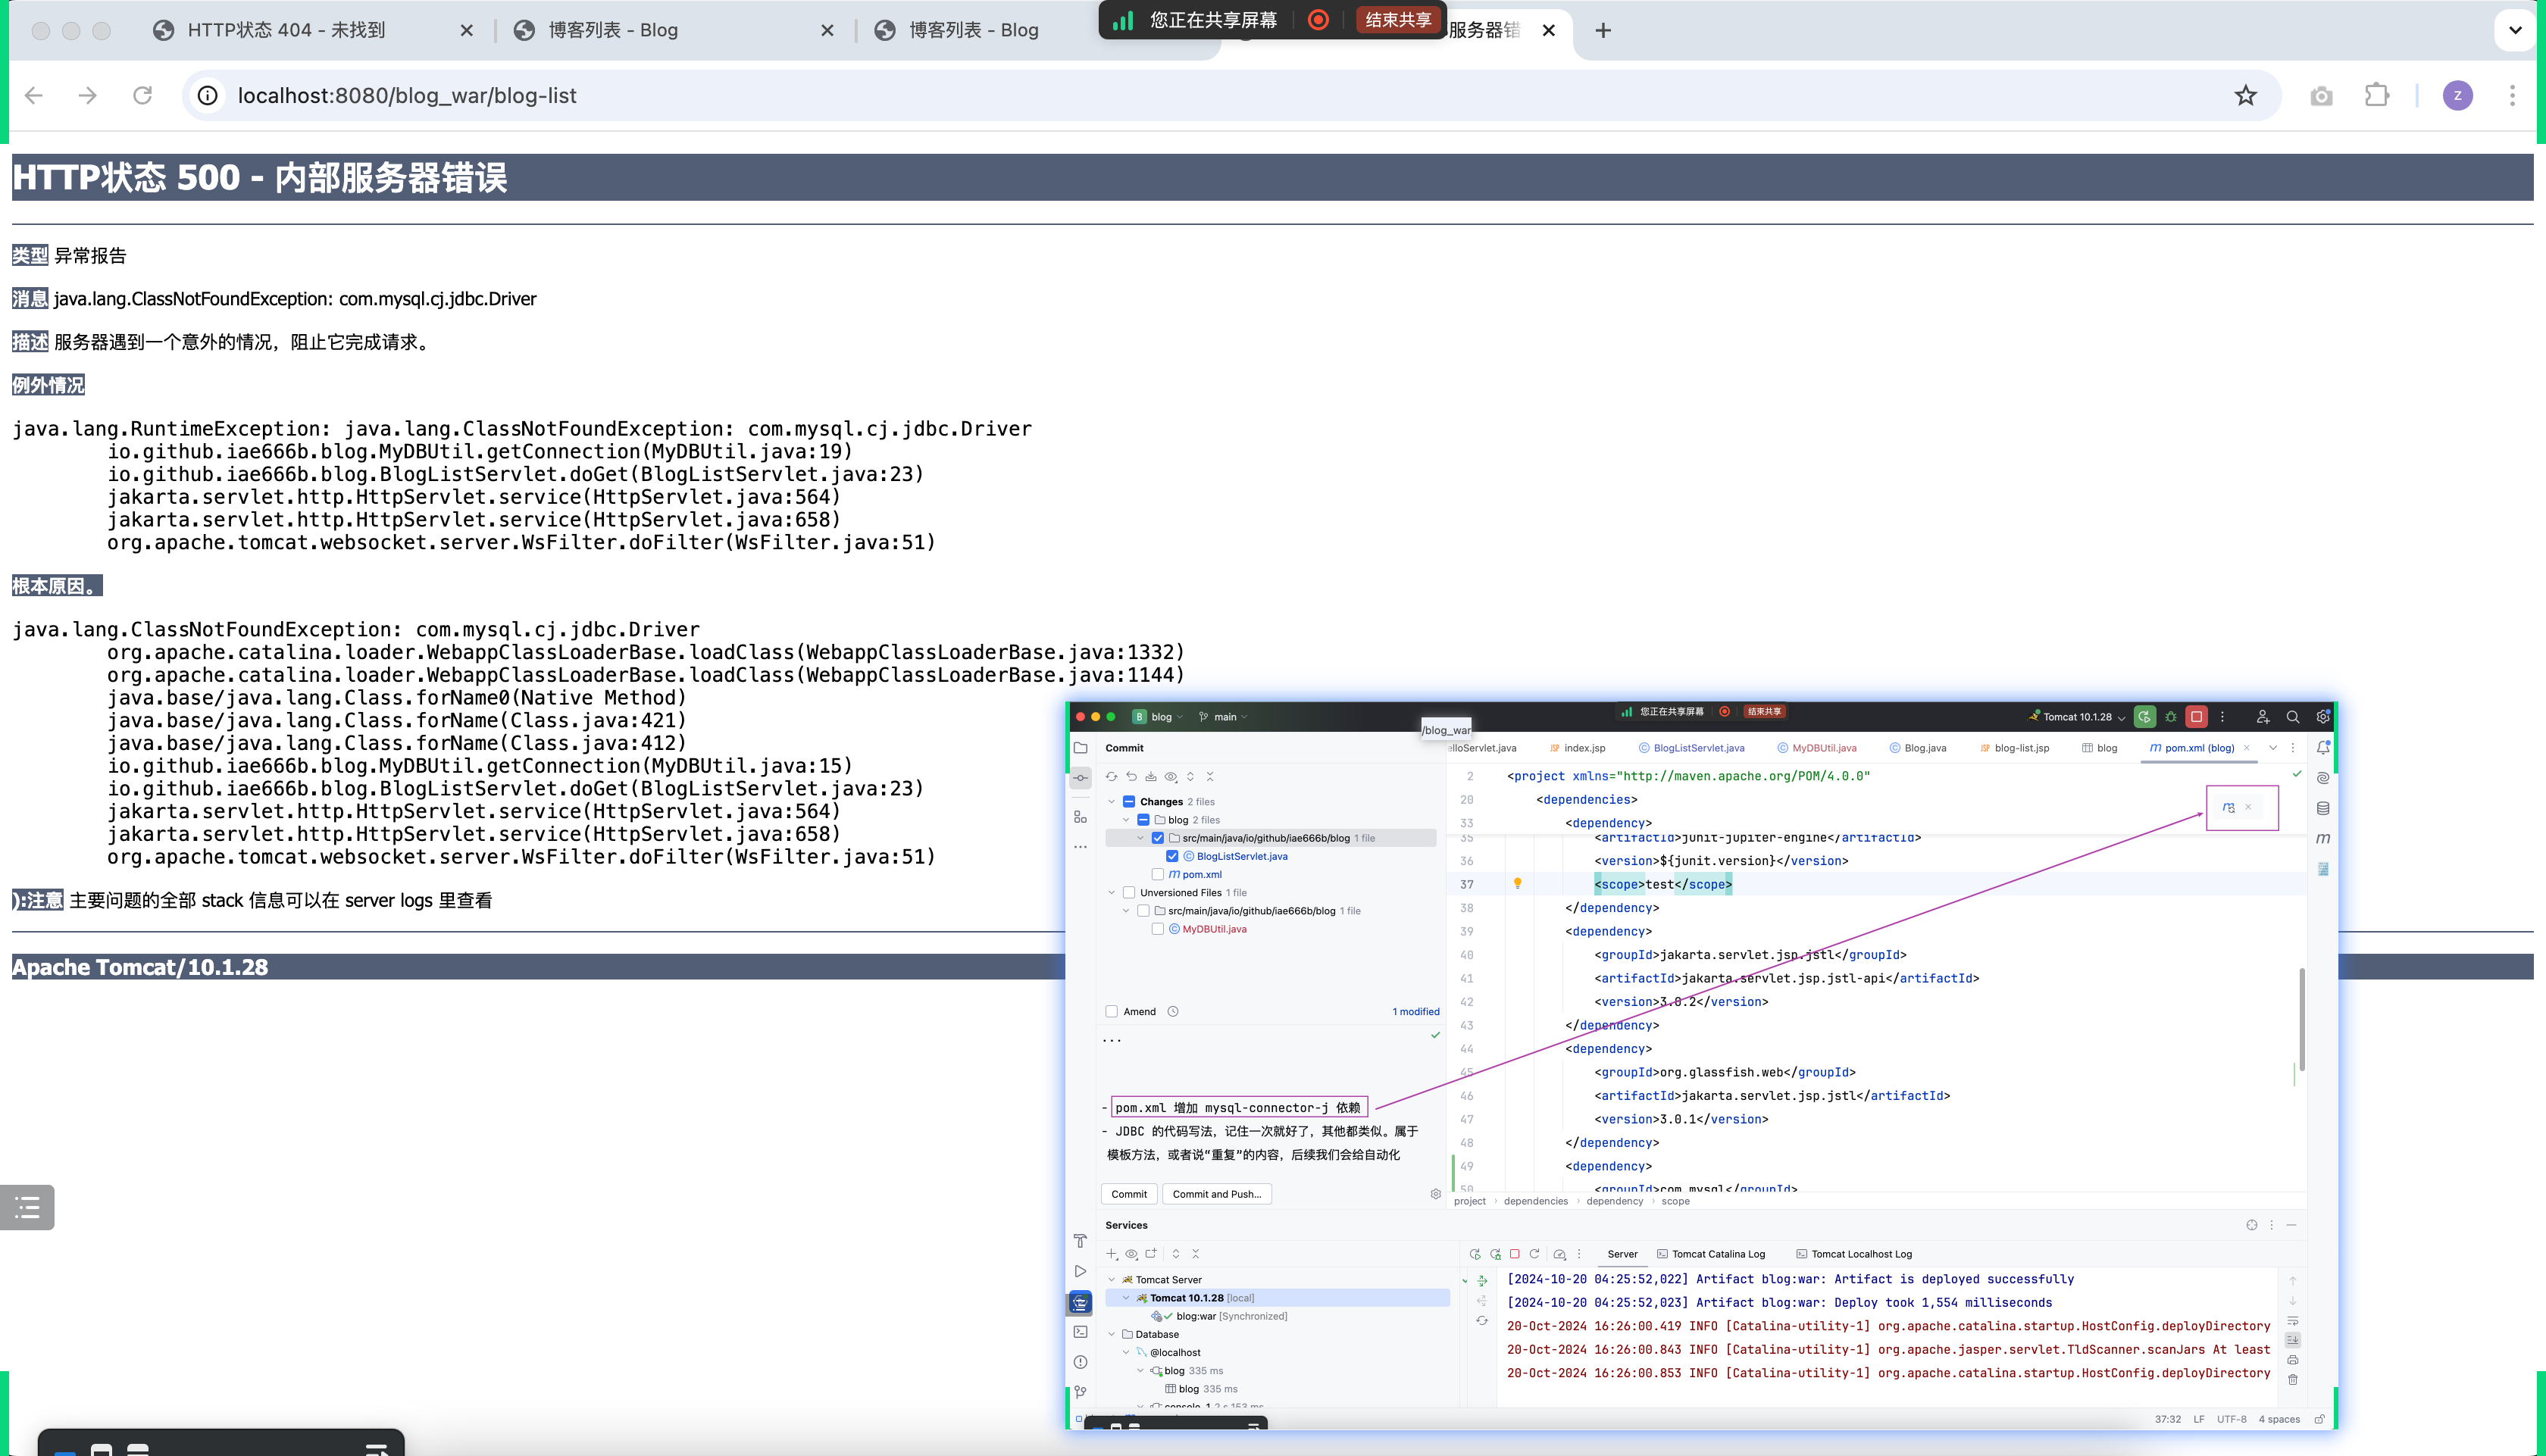 HTTP状态 404 - 未找到
博客列表 - Blog
博客列表 - Blog
您正在共享屏幕
结束共享
服务器错
localhost:8080/blog_war/blog-list
Z
HTTP状态 500 - 内部服务器错误
类型 异常报告
消息 java.lang.ClassNotFoundException: com.mysql.cj.jdbc.Driver
描述 服务器遇到一个意外的情况，阻止它完成请求。
例外情况
java.lang.RuntimeException: java.lang.ClassNotFoundException: com.mysql.cj.jdbc.Driver
io.github.iae666b.blog.MyDBUtil.getConnection(MyDBUtil.java:19)
io.github.iae666b.blog.BlogListServlet.doGet(BlogListServlet.java:23)
jakarta.servlet.http.HttpServlet.service(HttpServlet.java:564)
jakarta.servlet.http.HttpServlet.service(HttpServlet.java:658)
org.apache.tomcat.websocket.server.WsFilter.doFilter(WsFilter.java:51)
根本原因。
java.lang.ClassNotFoundException: com.mysql.cj.jdbc.Driver
org.apache.catalina.loader.WebappClassLoaderBase.loadClass(WebappClassLoaderBase.java:1332)
org.apache.catalina.loader.WebappClassLoaderBase.loadClass(WebappClassLoaderBase.java:1144)
java.base/java.lang.Class.forName0(Native Method)
java.base/java.lang.Class.forName(Class.java:421)
java.base/java.lang.Class.forName(Class.java:412)
io.github.iae666b.blog.MyDBUtil.getConnection(MyDBUtil.java:15)
io.github.iae666b.blog.BlogListServlet.doGet(BlogListServlet.java:23)
jakarta.servlet.http.HttpServlet.service(HttpServlet.java:564)
jakarta.servlet.http.HttpServlet.service(HttpServlet.java:658)
org.apache.tomcat.websocket.server.WsFilter.doFilter(WsFilter.java:51)
):注意 主要问题的全部 stack 信息可以在 server logs 里查看
Apache Tomcat/10.1.28
B blog main
/blog_war
您正在共享屏幕 结束共享
Tomcat 10.1.28
Commit
Changes 2 files
blog 2 files
src/main/java/io/github/iae666b/blog 1 file
BlogListServlet.java
pom.xml
Unversioned Files 1 file
src/main/java/io/github/iae666b/blog 1 file
MyDBUtil.java
Amend
1 modified
...
- pom.xml 增加 mysql-connector-j 依赖
- JDBC 的代码写法，记住一次就好了，其他都类似。属于
模板方法，或者说“重复”的内容，后续我们会给自动化
Commit
Commit and Push...
elloServlet.java index.jsp BlogListServlet.java MyDBUtil.java Blog.java blog-list.jsp blog pom.xml (blog)
2 <project xmlns="http://maven.apache.org/POM/4.0.0"
20 <dependencies>
33 <dependency>
35 <artifactId>junit-jupiter-engine</artifactId>
36 <version>${junit.version}</version>
37 <scope>test</scope>
38 </dependency>
39 <dependency>
40 <groupId>jakarta.servlet.jsp.jstl</groupId>
41 <artifactId>jakarta.servlet.jsp.jstl-api</artifactId>
42 <version>3.0.2</version>
43 </dependency>
44 <dependency>
45 <groupId>org.glassfish.web</groupId>
46 <artifactId>jakarta.servlet.jsp.jstl</artifactId>
47 <version>3.0.1</version>
48 </dependency>
49 <dependency>
50 <groupId>com.mysql</groupId>
project dependencies dependency scope
Services
Tomcat Server
Tomcat 10.1.28 [local]
blog:war [Synchronized]
Database
@localhost
blog 335 ms
blog 335 ms
console_1 2 s 153 ms
Server Tomcat Catalina Log Tomcat Localhost Log
[2024-10-20 04:25:52,022] Artifact blog:war: Artifact is deployed successfully
[2024-10-20 04:25:52,023] Artifact blog:war: Deploy took 1,554 milliseconds
20-Oct-2024 16:26:00.419 INFO [Catalina-utility-1] org.apache.catalina.startup.HostConfig.deployDirectory
20-Oct-2024 16:26:00.843 INFO [Catalina-utility-1] org.apache.jasper.servlet.TldScanner.scanJars At least
20-Oct-2024 16:26:00.853 INFO [Catalina-utility-1] org.apache.catalina.startup.HostConfig.deployDirectory
37:32 LF UTF-8 4 spaces